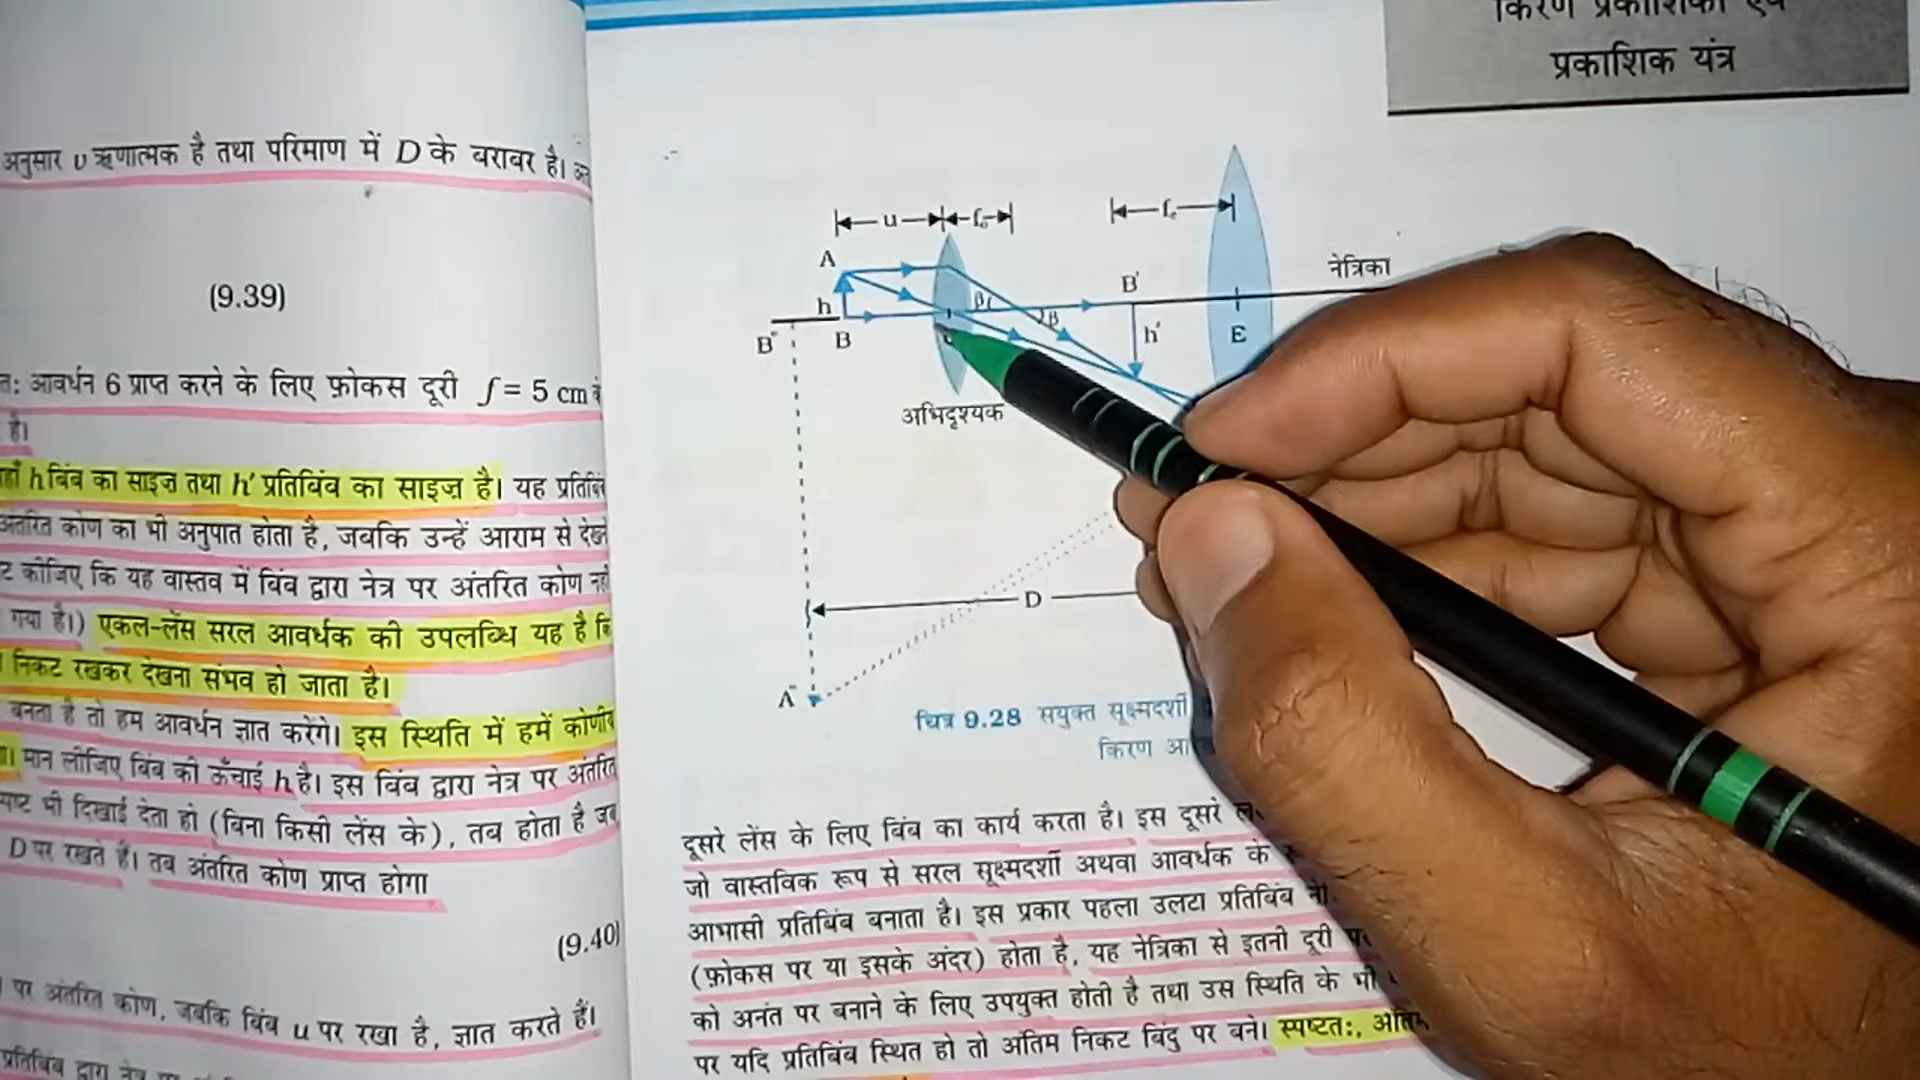 अनुसार v ऋणात्मक है तथा परिमाण में D के बराबर है।
(9.39)
आवर्धन 6 प्राप्त करने के लिए फ़ोकस दूरी f = 5 cm
है।
h बिंब का साइज़ तथा h′ प्रतिबिंब का साइज़ है। यह
अंतरित कोण का भी अनुपात होता है, जबकि उन्हें आराम से
कीजिए कि यह वास्तव में बिंब द्वारा नेत्र पर अंतरित कोण
गया है।) एकल-लेंस सरल आवर्धक की उपलब्धि यह है
निकट रखकर देखना संभव हो जाता है।
बनता है तो हम आवर्धन ज्ञात करेंगे। इस स्थिति में हमें
मान लीजिए बिंब की ऊँचाई h है। इस बिंब द्वारा नेत्र पर
भी दिखाई देता हो (बिना किसी लेंस के), तब होता है जब
D पर रखते हैं। तब अंतरित कोण प्राप्त होगा
(9.40)
पर अंतरित कोण, जबकि बिंब u पर रखा है, ज्ञात करते हैं।
किरण प्रकाशिकी एवं
प्रकाशिक यंत्र
u fₒ fₑ
A
h
B
B″
β
β
B′
h′
E
नेत्रिका
अभिदृश्यक
D
A″
चित्र 9.28 संयुक्त सूक्ष्मदर्शी
किरण
दूसरे लेंस के लिए बिंब का कार्य करता है। इस दूसरे
जो वास्तविक रूप से सरल सूक्ष्मदर्शी अथवा आवर्धक के
आभासी प्रतिबिंब बनाता है। इस प्रकार पहला उलटा प्रतिबिंब
(फ़ोकस पर या इसके अंदर) होता है, यह नेत्रिका से इतनी दूरी
को अनंत पर बनाने के लिए उपयुक्त होती है तथा उस स्थिति के
पर यदि प्रतिबिंब स्थित हो तो अंतिम निकट बिंदु पर बने। स्पष्टतः,